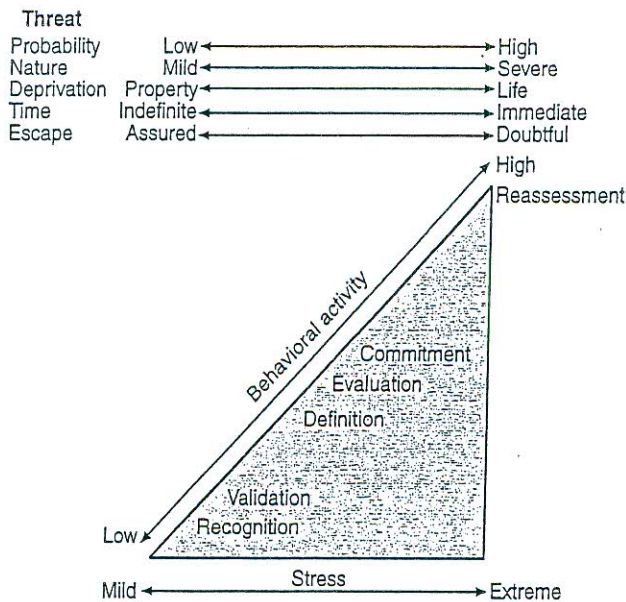 Threat
Probability Low High
Nature Mild Severe
Deprivation Property Life
Time Indefinite Immediate
Escape Assured Doubtful
High
Reassessment
Behavioral activity
Commitment
Evaluation
Definition
Validation
Recognition
Low
Stress
Mild Extreme